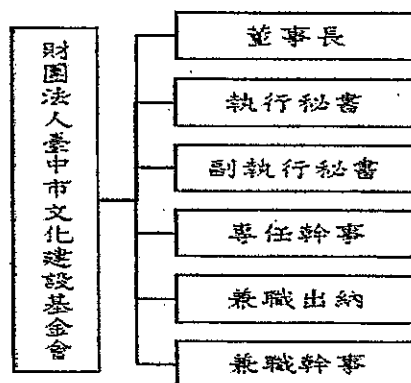 財團法人臺中市文化建設基金會
董事長
執行秘書
副執行秘書
專任幹事
兼職出納
兼職幹事